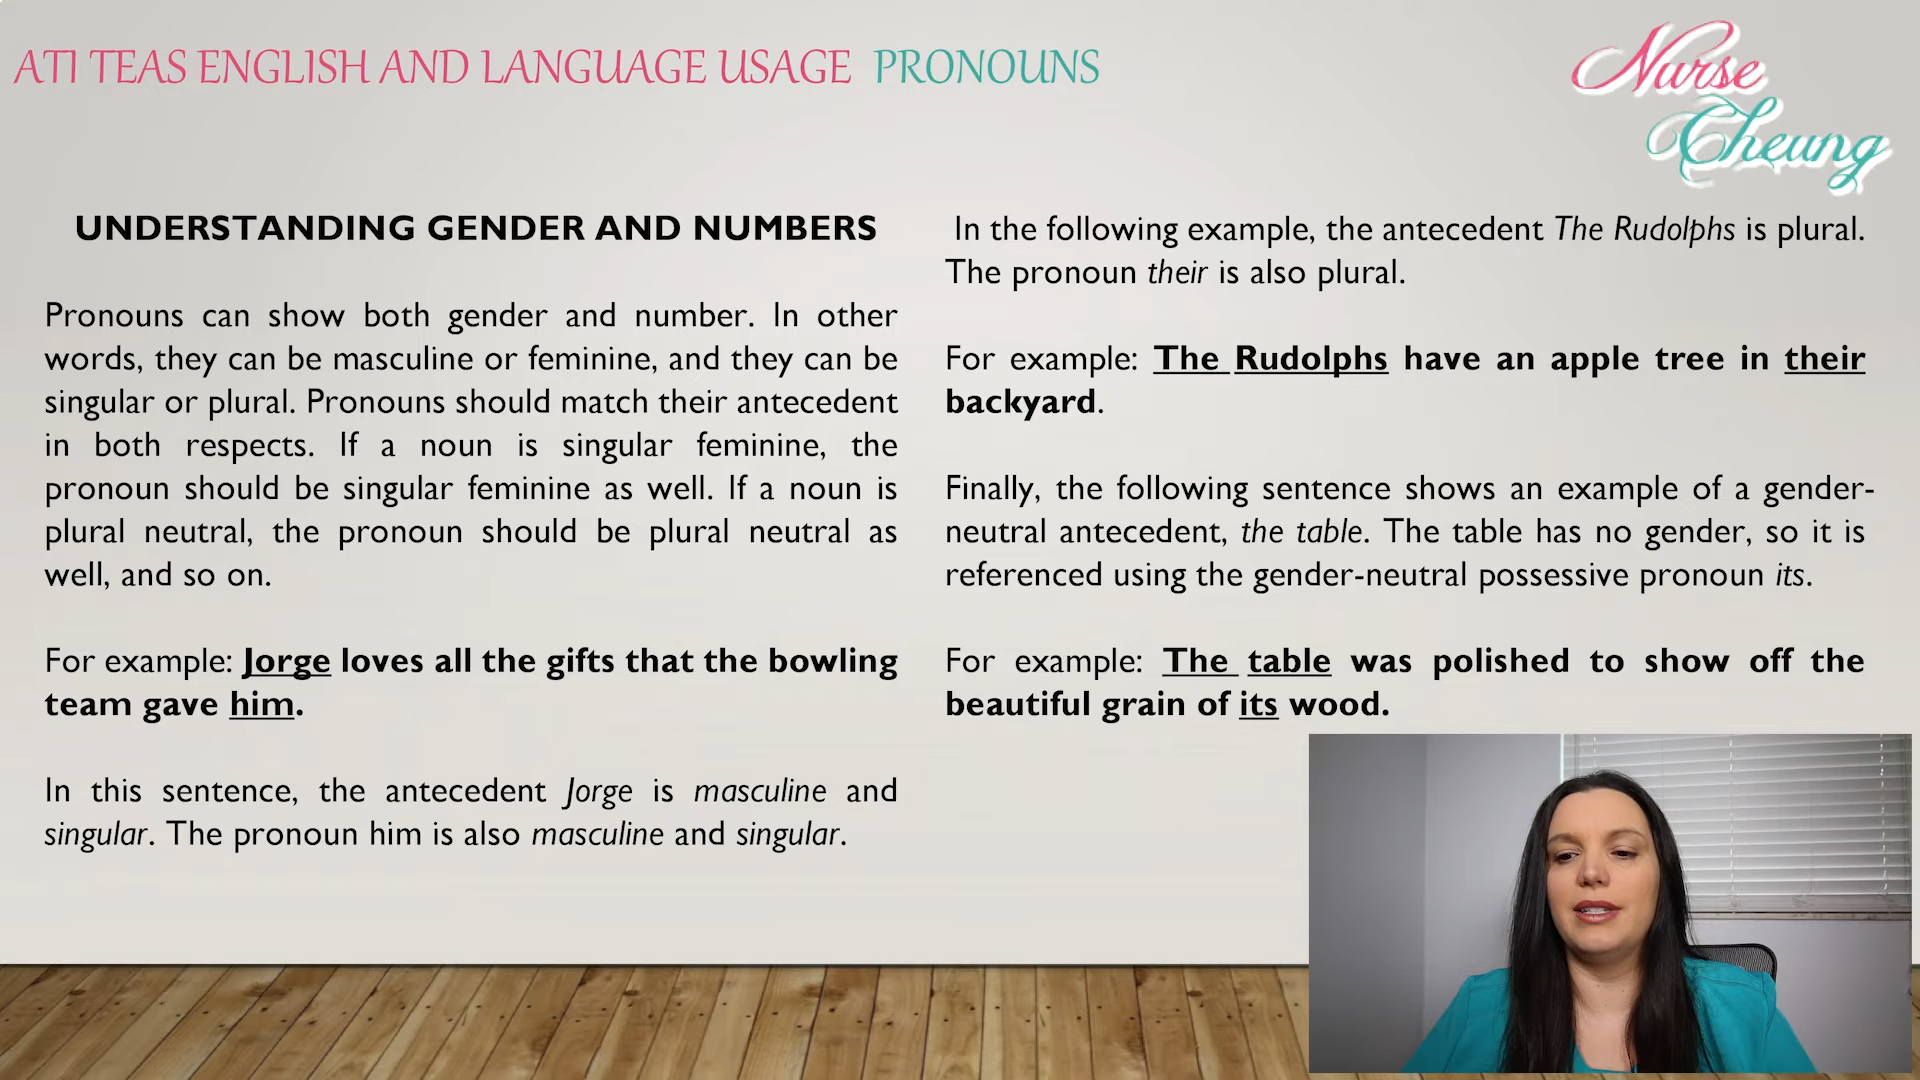 ATI TEAS ENGLISH AND LANGUAGE USAGE PRONOUNS
Nurse
Cheung
UNDERSTANDING GENDER AND NUMBERS
Pronouns can show both gender and number. In other
words, they can be masculine or feminine, and they can be
singular or plural. Pronouns should match their antecedent
in both respects. If a noun is singular feminine, the
pronoun should be singular feminine as well. If a noun is
plural neutral, the pronoun should be plural neutral as
well, and so on.
For example: Jorge loves all the gifts that the bowling
team gave him.
In this sentence, the antecedent Jorge is masculine and
singular. The pronoun him is also masculine and singular.
In the following example, the antecedent The Rudolphs is plural.
The pronoun their is also plural.
For example: The Rudolphs have an apple tree in their
backyard.
Finally, the following sentence shows an example of a gender-
neutral antecedent, the table. The table has no gender, so it is
referenced using the gender-neutral possessive pronoun its.
For example: The table was polished to show off the
beautiful grain of its wood.